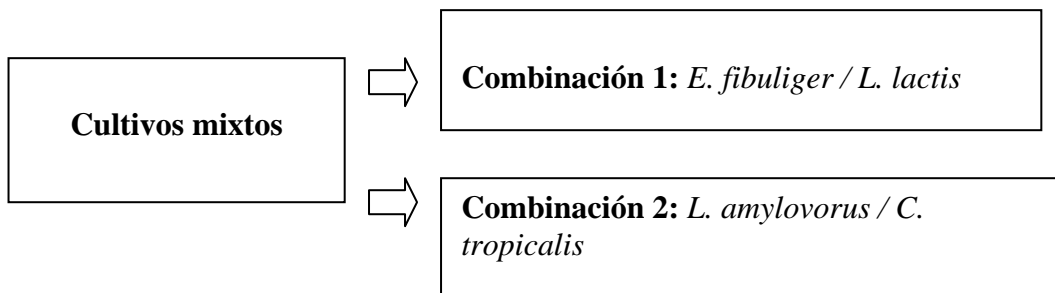 Cultivos mixtos
Combinación 1: E. fibuliger / L. lactis
Combinación 2: L. amylovorus / C.
tropicalis